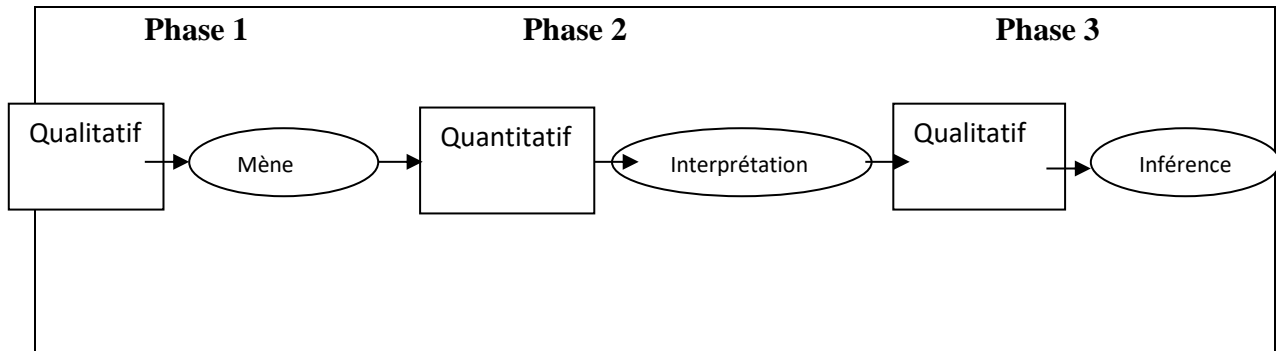 Phase 1 Phase 2 Phase 3
Qualitatif Mène Quantitatif Interprétation Qualitatif Inférence